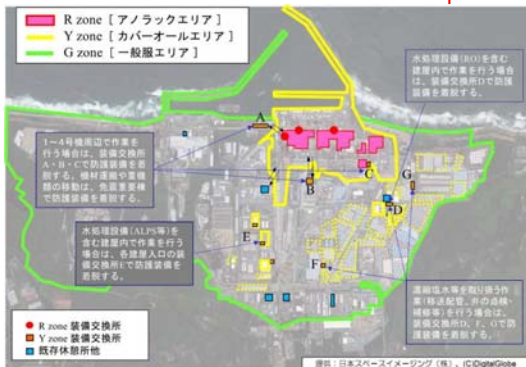 R zone [ アノラックエリア ]
Y zone [ カバーオールエリア ]
G zone [ 一般服エリア ]
水処理設備(RO)を含む
建屋内で作業を行う場合
は、装備交換所Dで防護
装備を着脱する。
A
1～4号機周辺で作業を
行う場合は、装備交換所
A・B・Cで防護装備を着
脱する。機材運搬や重機
類の移動は、免震重要棟
で防護装備を着脱する。
B
C
G
D
水処理設備(ALPS等)を
含む建屋内で作業を行う
場合は、各建屋入口の装
備交換所Eで防護装備を
着脱する。
E
F
濃縮塩水等を取り扱う作
業(移送配管、弁の点検・
補修等)を行う場合は、
装備交換所D、F、Gで防
護装備を着脱する。
R zone 装備交換所
Y zone 装備交換所
既存休憩所他
提供：日本スペースイメージング（株）、(C)DigitalGlobe